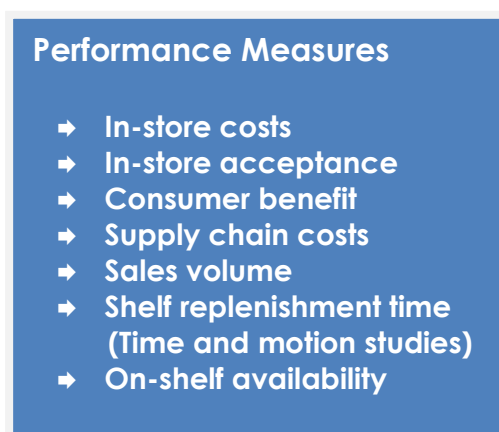 Performance Measures
➡ In-store costs
➡ In-store acceptance
➡ Consumer benefit
➡ Supply chain costs
➡ Sales volume
➡ Shelf replenishment time
(Time and motion studies)
➡ On-shelf availability